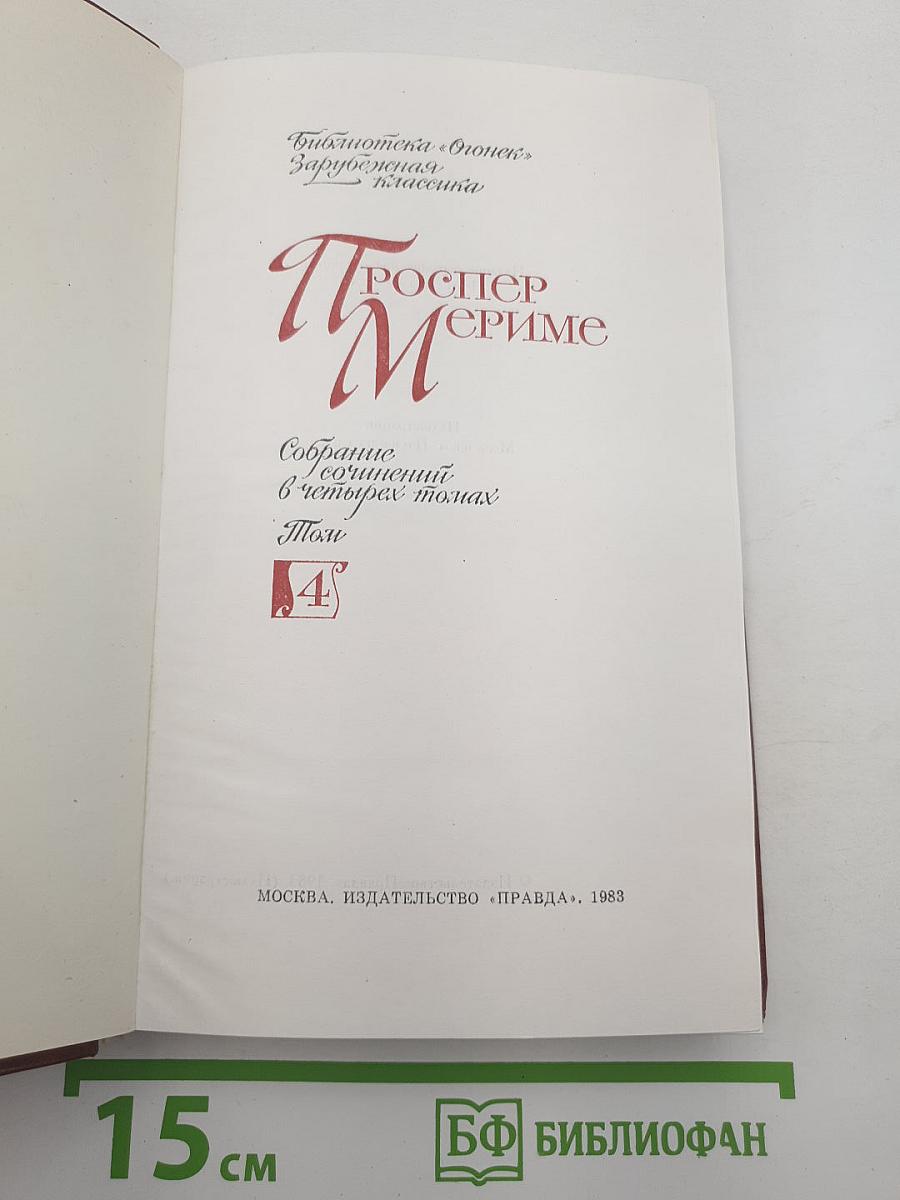 Библиотека «Огонек»
Зарубежная
классика
Проспер
Мериме
Собрание
сочинений
в четырех томах
Том
4
МОСКВА. ИЗДАТЕЛЬСТВО «ПРАВДА». 1983
15 см
БФ БИБЛИОФАН